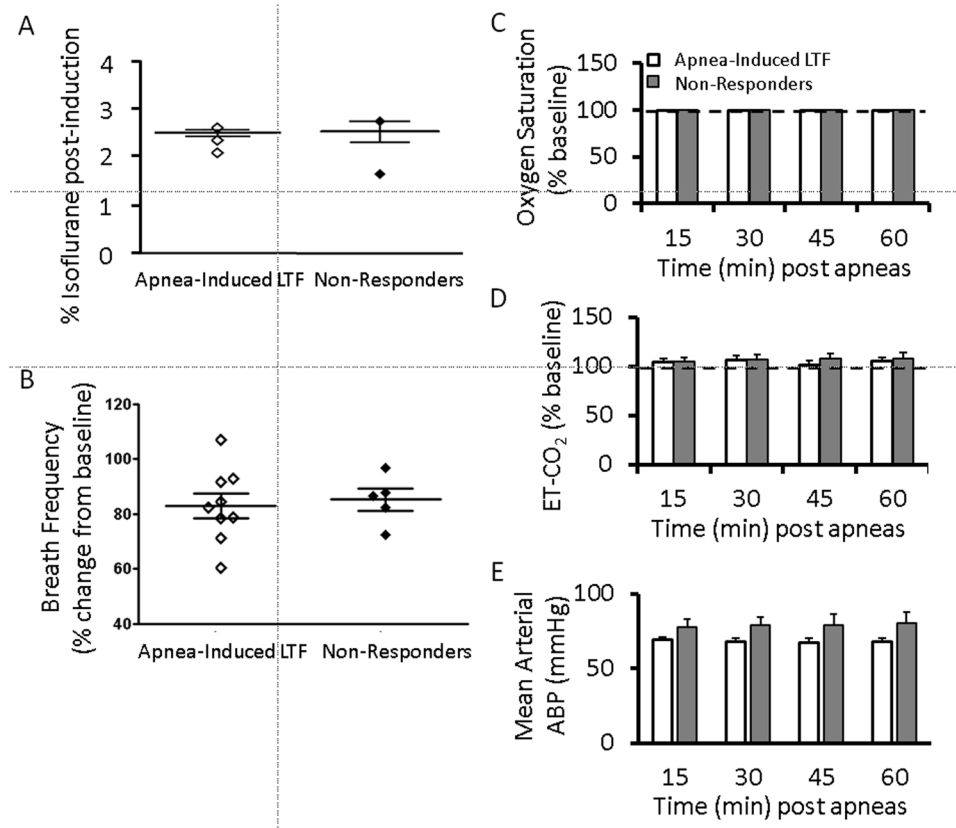 A
% Isoflurane post-induction
4
3
2
1
0
Apnea-Induced LTF
Non-Responders
B
Breath Frequency
(% change from baseline)
120
100
80
60
40
Apnea-Induced LTF
Non-Responders
C
Oxygen Saturation
(% baseline)
150
100
50
0
Apnea-Induced LTF
Non-Responders
15 30 45 60
Time (min) post apneas
D
ET-CO₂ (% baseline)
150
100
50
0
15 30 45 60
Time (min) post apneas
E
Mean Arterial
ABP (mmHg)
100
50
0
15 30 45 60
Time (min) post apneas